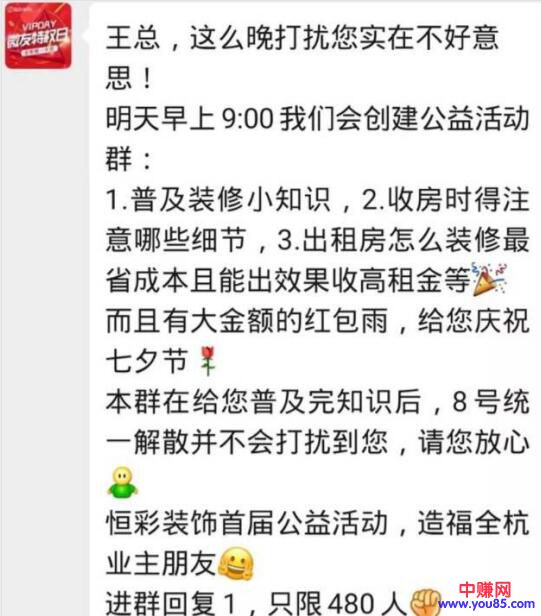 VIPDAY
微友特权日
王总，这么晚打扰您实在不好意
思！
明天早上 9:00 我们会创建公益活动
群：
1.普及装修小知识，2.收房时得注
意哪些细节，3.出租房怎么装修最
省成本且能出效果收高租金等
而且有大金额的红包雨，给您庆祝
七夕节
本群在给您普及完知识后，8 号统
一解散并不会打扰到您，请您放心
恒彩装饰首届公益活动，造福全杭
业主朋友
进群回复 1，只限 480 人
中赚网
www.you85.com